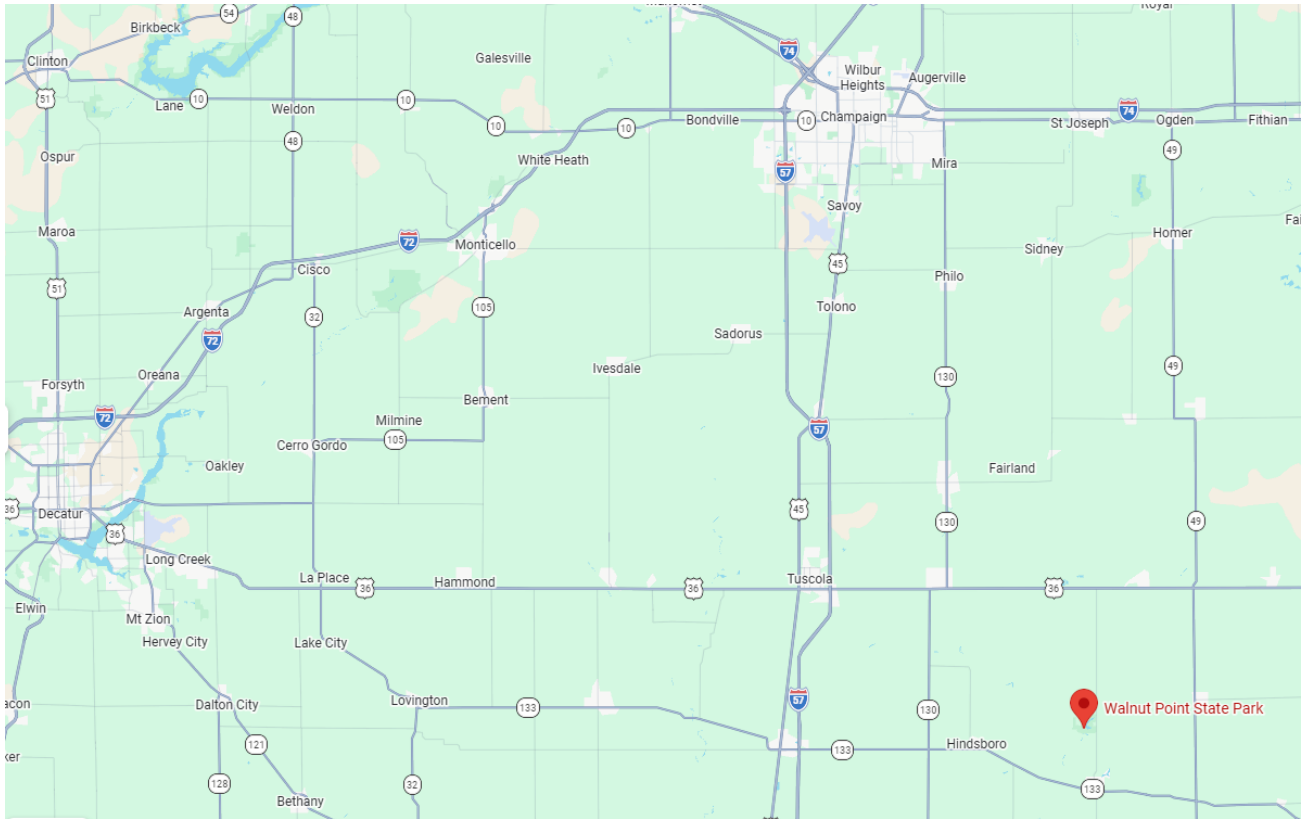 Birkbeck
54
48
Royal
Galesville
74
Clinton
Wilbur
Heights
Augerville
51
Lane
10
Weldon
10
10
10
Bondville
10
Champaign
St Joseph
74
Ogden
Fithian
48
49
Ospur
White Heath
Mira
57
Maroa
Savoy
72
Monticello
Homer
Sidney
Cisco
45
Philo
51
105
Tolono
Argenta
32
Sadorus
72
Ivesdale
49
Oreana
130
Forsyth
Bement
72
Milmine
57
105
Cerro Gordo
Oakley
Fairland
36
Decatur
45
130
49
36
Long Creek
La Place
Hammond
Tuscola
36
36
36
Elwin
Mt Zion
Hervey City
Lake City
Dalton City
Lovington
133
57
130
Walnut Point State Park
121
133
Hindsboro
128
32
133
Bethany